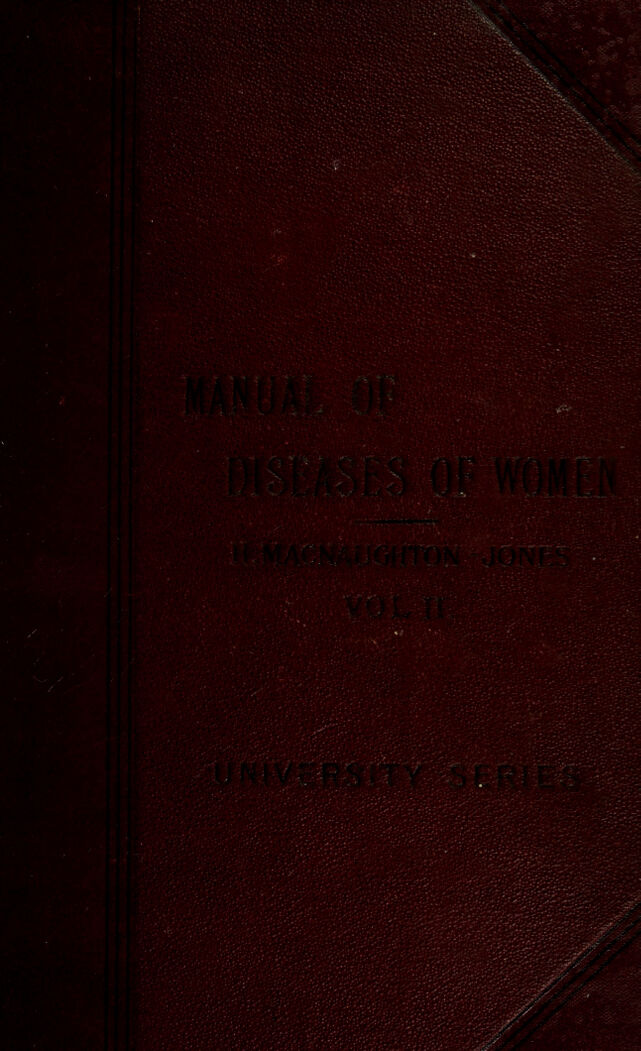 MANUAL OF
DISEASES OF WOMEN
H. MACNAUGHTON-JONES
VOL II
UNIVERSITY SERIES